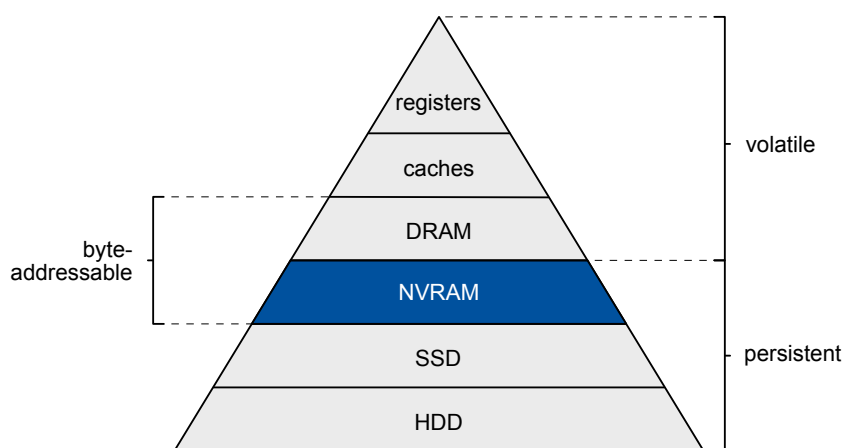 registers
volatile
caches
DRAM
byte-
addressable
NVRAM
SSD
persistent
HDD